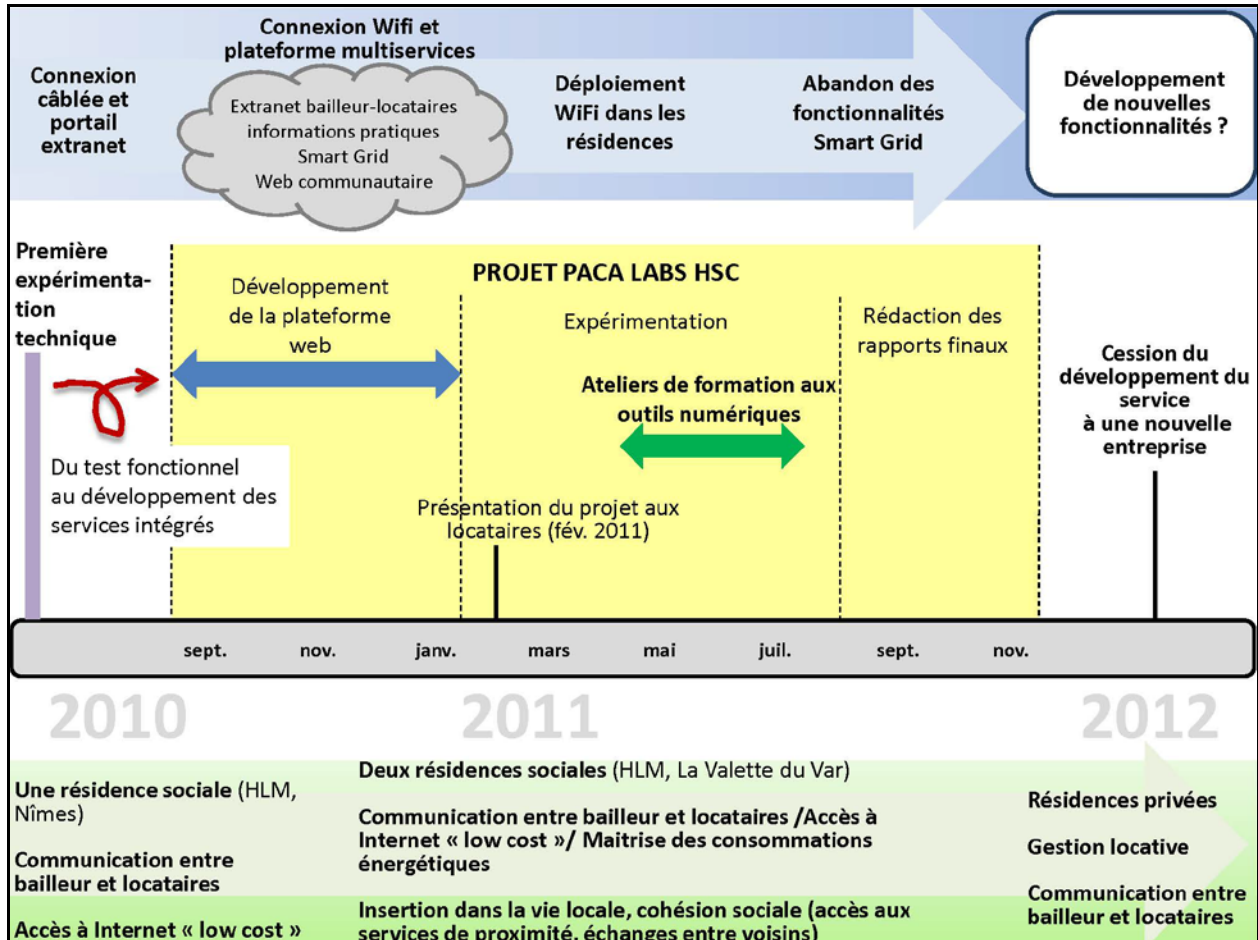 Connexion
câblée et
portail
extranet
Connexion Wifi et
plateforme multiservices
Extranet bailleur-locataires
informations pratiques
Smart Grid
Web communautaire
Déploiement
WiFi dans les
résidences
Abandon des
fonctionnalités
Smart Grid
Développement
de nouvelles
fonctionnalités ?
Première
expérimenta-
tion
technique
Du test fonctionnel
au développement des
services intégrés
PROJET PACA LABS HSC
Développement
de la plateforme
web
Expérimentation
Ateliers de formation aux
outils numériques
Présentation du projet aux
locataires (fév. 2011)
Rédaction des
rapports finaux
Cession du
développement du
service
à une nouvelle
entreprise
sept. nov. janv. mars mai juil. sept. nov.
2010 2011 2012
Une résidence sociale (HLM,
Nîmes)
Communication entre
bailleur et locataires
Accès à Internet « low cost »
Deux résidences sociales (HLM, La Valette du Var)
Communication entre bailleur et locataires /Accès à
Internet « low cost »/ Maitrise des consommations
énergétiques
Insertion dans la vie locale, cohésion sociale (accès aux
services de proximité, échanges entre voisins)
Résidences privées
Gestion locative
Communication entre
bailleur et locataires